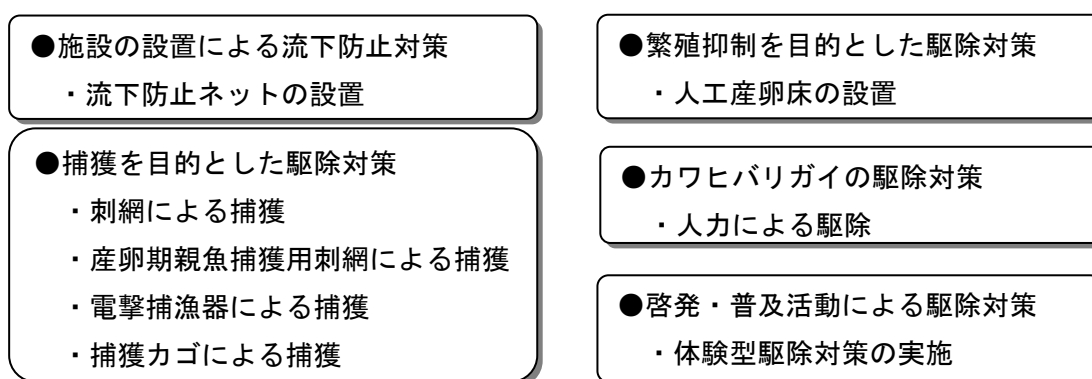 ●施設の設置による流下防止対策
・流下防止ネットの設置
●捕獲を目的とした駆除対策
・刺網による捕獲
・産卵期親魚捕獲用刺網による捕獲
・電撃捕漁器による捕獲
・捕獲カゴによる捕獲
●繁殖抑制を目的とした駆除対策
・人工産卵床の設置
●カワヒバリガイの駆除対策
・人力による駆除
●啓発・普及活動による駆除対策
・体験型駆除対策の実施